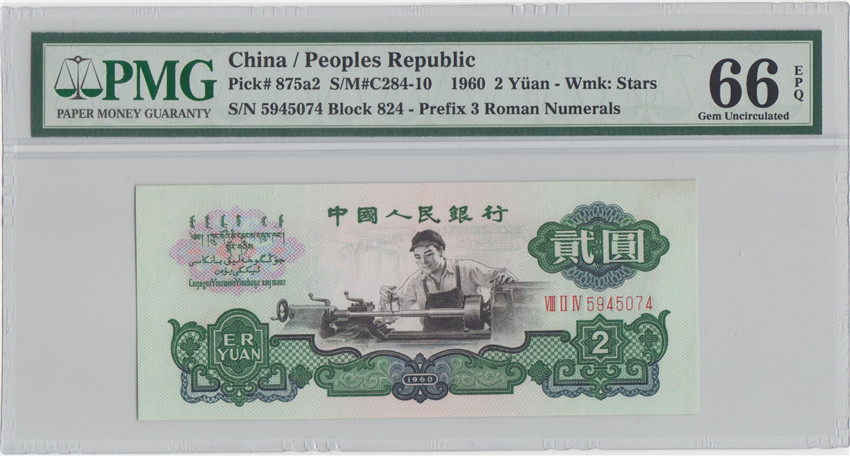 PMG
PAPER MONEY GUARANTY
China / Peoples Republic
Pick# 875a2 S/M#C284-10 1960 2 Yüan - Wmk: Stars
S/N 5945074 Block 824 - Prefix 3 Roman Numerals
66 EPQ
Gem Uncirculated
中國人民銀行
貳圓
VIII II IV 5945074
ER
YUAN
1960
2